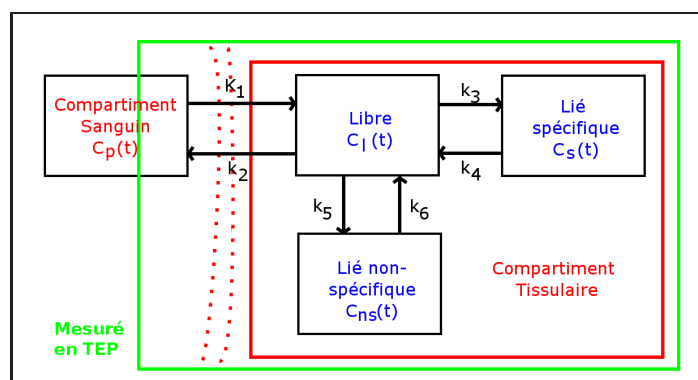 Compartiment
Sanguin
Cp(t)
k1
k2
Libre
Cl(t)
k3
k4
Lié
spécifique
Cs(t)
k5
k6
Lié non-
spécifique
Cns(t)
Compartiment
Tissulaire
Mesuré
en TEP